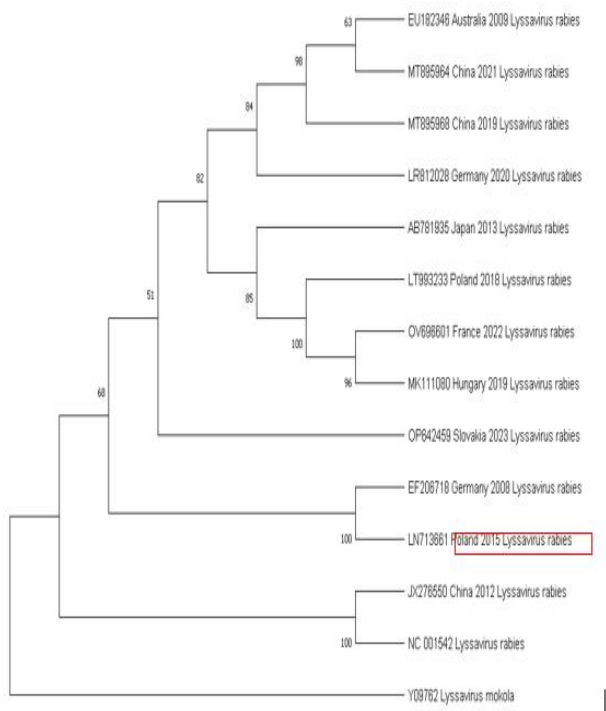 63
EU182346 Australia 2009 Lyssavirus rabies
98
MT895964 China 2021 Lyssavirus rabies
84
MT895968 China 2019 Lyssavirus rabies
82
LR812028 Germany 2020 Lyssavirus rabies
AB781935 Japan 2013 Lyssavirus rabies
51
85
LT993233 Poland 2018 Lyssavirus rabies
100
OV696601 France 2022 Lyssavirus rabies
68
96
MK111080 Hungary 2019 Lyssavirus rabies
OP642459 Slovakia 2023 Lyssavirus rabies
EF206718 Germany 2008 Lyssavirus rabies
100
LN713661 Poland 2015 Lyssavirus rabies
JX276550 China 2012 Lyssavirus rabies
100
NC 001542 Lyssavirus rabies
Y09762 Lyssavirus mokola